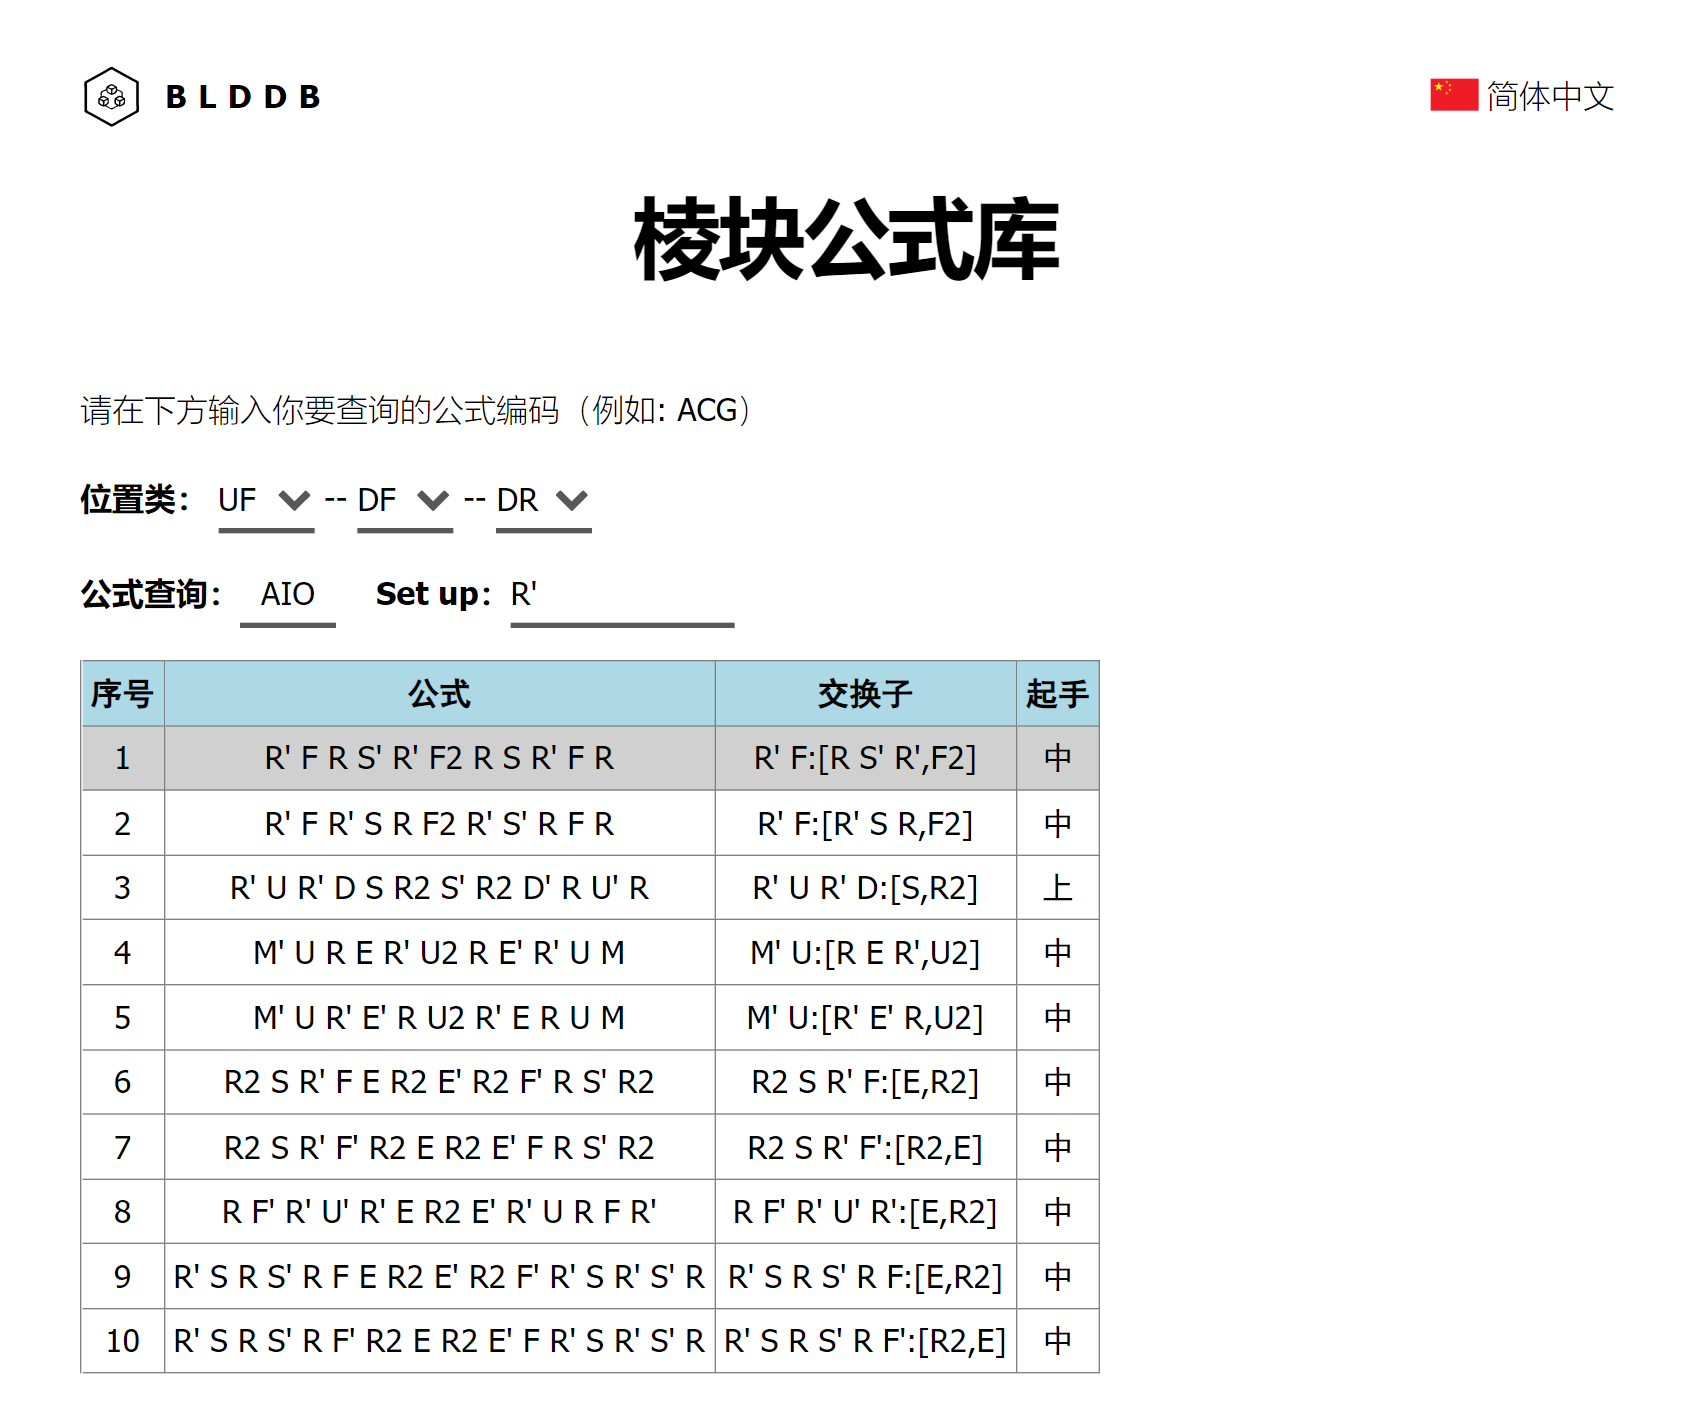 BLDDB
简体中文
棱块公式库
请在下方输入你要查询的公式编码（例如: ACG）
位置类： UF -- DF -- DR
公式查询： AIO Set up： R'
序号 公式 交换子 起手
1 R' F R S' R' F2 R S R' F R R' F:[R S' R',F2] 中
2 R' F R' S R F2 R' S' R F R R' F:[R' S R,F2] 中
3 R' U R' D S R2 S' R2 D' R U' R R' U R' D:[S,R2] 上
4 M' U R E R' U2 R E' R' U M M' U:[R E R',U2] 中
5 M' U R' E' R U2 R' E R U M M' U:[R' E' R,U2] 中
6 R2 S R' F E R2 E' R2 F' R S' R2 R2 S R' F:[E,R2] 中
7 R2 S R' F' R2 E R2 E' F R S' R2 R2 S R' F':[R2,E] 中
8 R F' R' U' R' E R2 E' R' U R F R' R F' R' U' R':[E,R2] 中
9 R' S R S' R F E R2 E' R2 F' R' S R' S' R R' S R S' R F:[E,R2] 中
10 R' S R S' R F' R2 E R2 E' F R' S R' S' R R' S R S' R F':[R2,E] 中